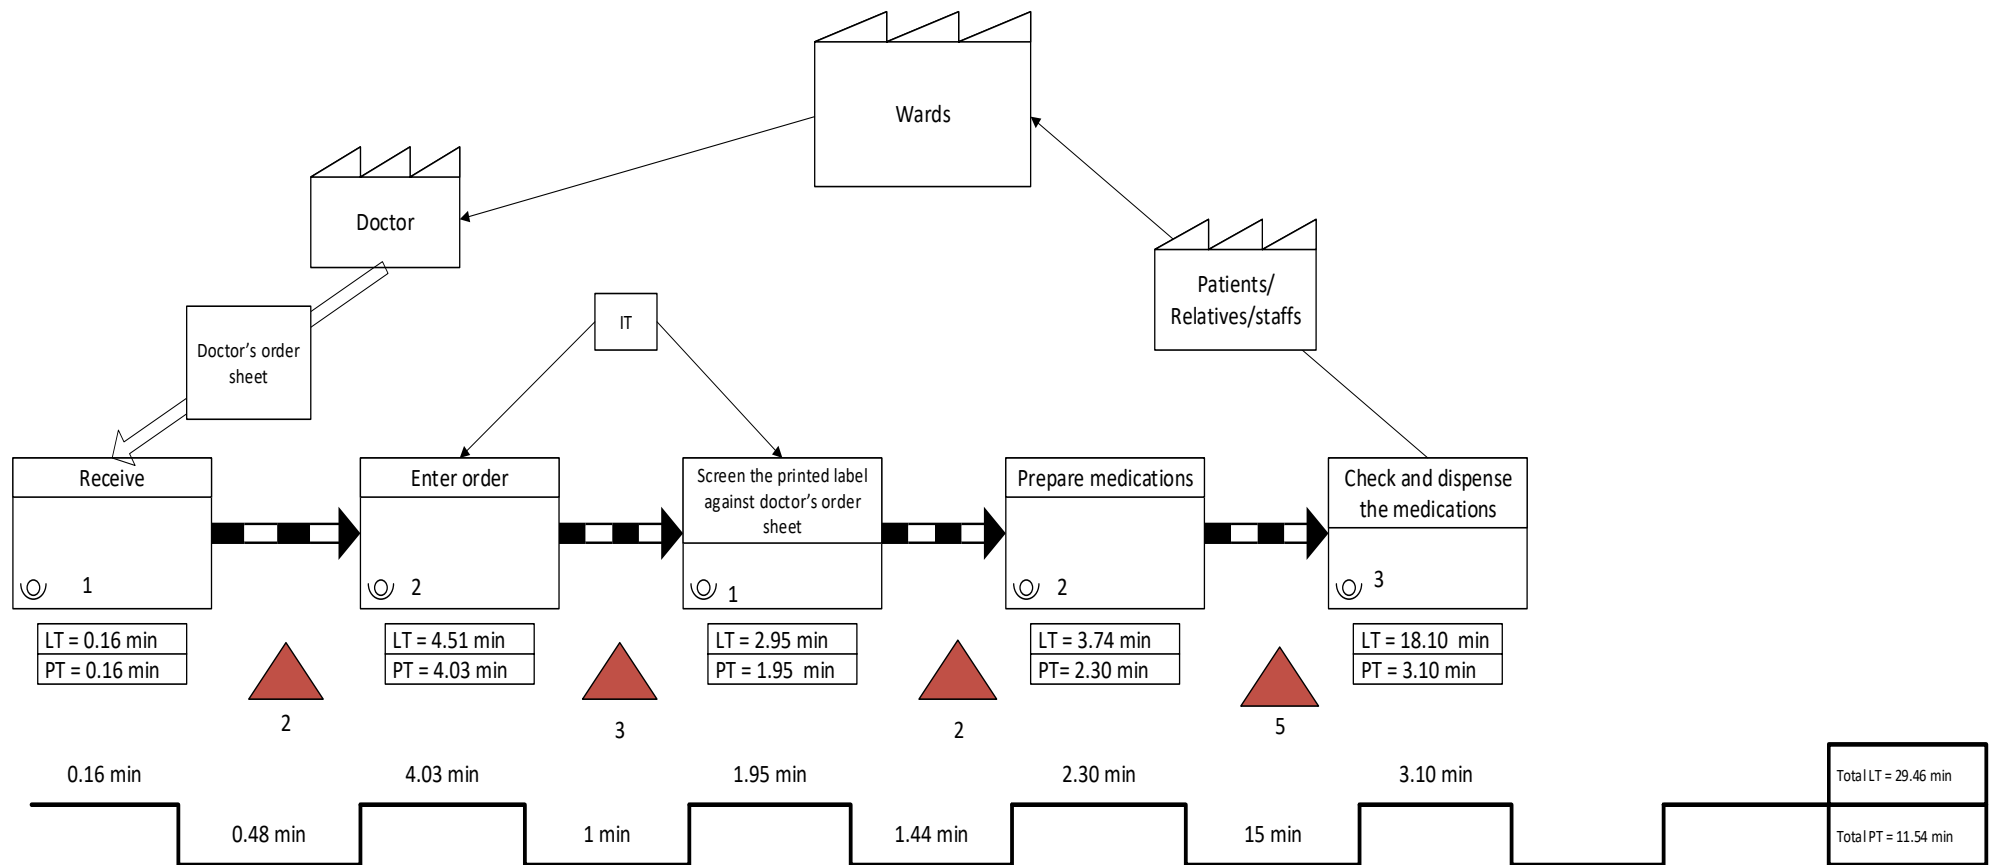 Wards
Doctor
Patients/
Relatives/staffs
IT
Doctor's order
sheet
Receive
1
Enter order
2
Screen the printed label
against doctor's order
sheet
1
Prepare medications
2
Check and dispense
the medications
3
LT = 0.16 min
PT = 0.16 min
LT = 4.51 min
PT = 4.03 min
LT = 2.95 min
PT = 1.95 min
LT = 3.74 min
PT= 2.30 min
LT = 18.10 min
PT = 3.10 min
2
3
2
5
0.16 min
4.03 min
1.95 min
2.30 min
3.10 min
0.48 min
1 min
1.44 min
15 min
Total LT = 29.46 min
Total PT = 11.54 min